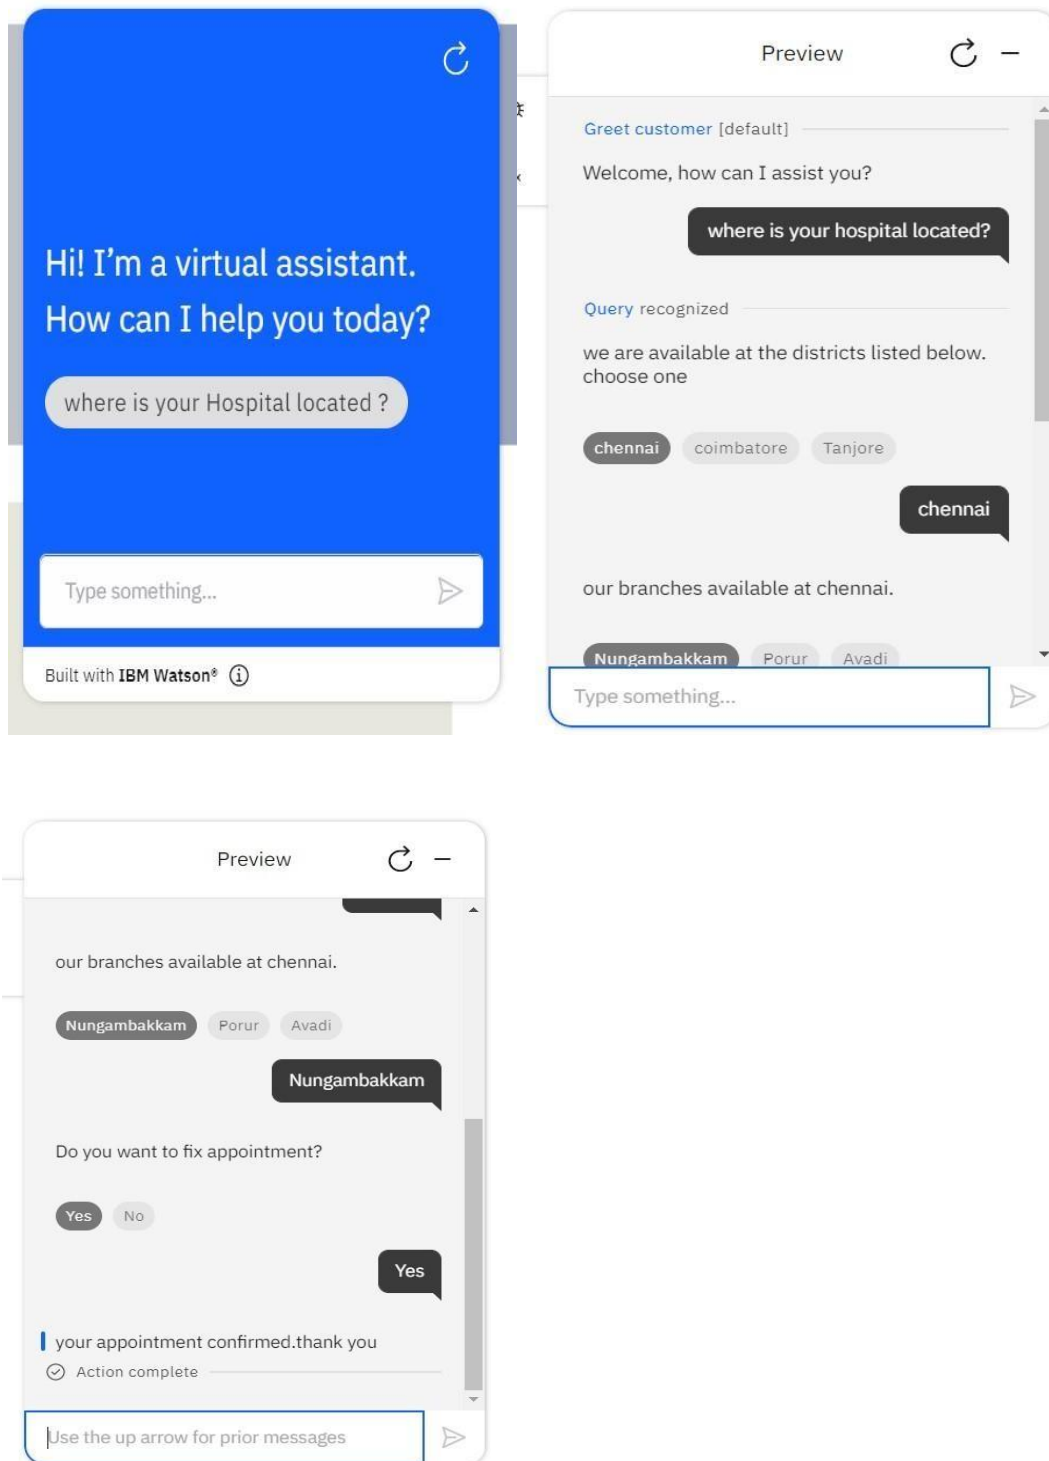 Hi! I'm a virtual assistant.
How can I help you today?
where is your Hospital located ?
Type something...
Built with IBM Watson®
Preview
Greet customer [default]
Welcome, how can I assist you?
where is your hospital located?
Query recognized
we are available at the districts listed below.
choose one
chennai coimbatore Tanjore
chennai
our branches available at chennai.
Nungambakkam Porur Avadi
Type something...
Preview
our branches available at chennai.
Nungambakkam Porur Avadi
Nungambakkam
Do you want to fix appointment?
Yes No
Yes
your appointment confirmed.thank you
Action complete
Use the up arrow for prior messages